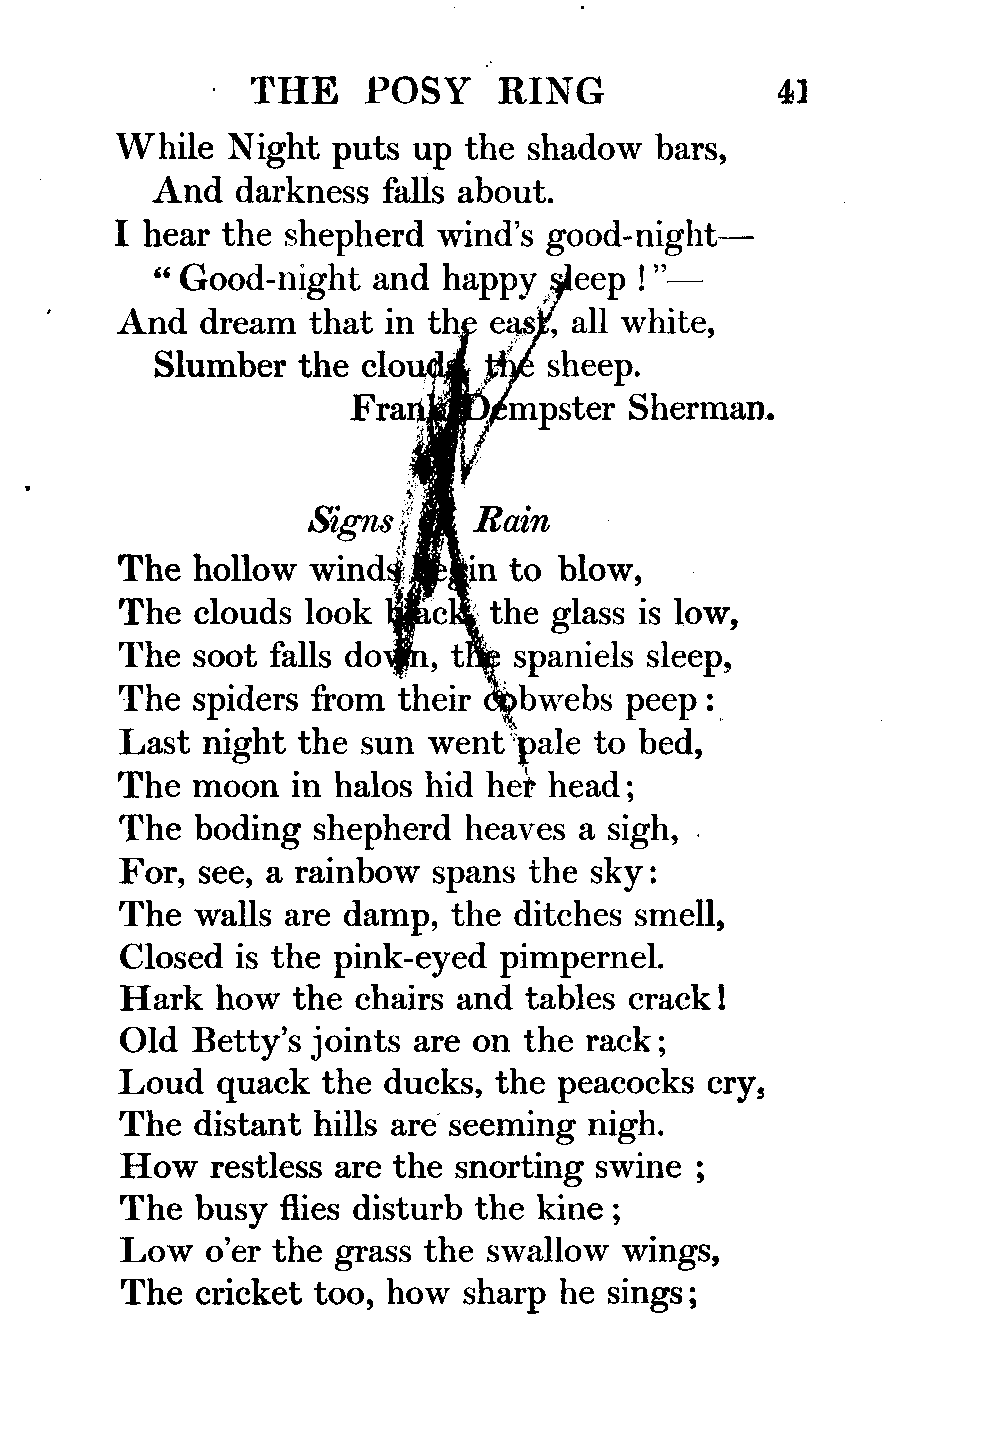 THE POSY RING 41
While Night puts up the shadow bars,
And darkness falls about.
I hear the shepherd wind's good-night—
“ Good-night and happy sleep ! ”—
And dream that in the east, all white,
Slumber the clouds, the sheep.
Frank Dempster Sherman.
Signs Rain
The hollow winds begin to blow,
The clouds look black, the glass is low,
The soot falls down, the spaniels sleep,
The spiders from their cobwebs peep :
Last night the sun went pale to bed,
The moon in halos hid her head ;
The boding shepherd heaves a sigh,
For, see, a rainbow spans the sky :
The walls are damp, the ditches smell,
Closed is the pink-eyed pimpernel.
Hark how the chairs and tables crack !
Old Betty's joints are on the rack ;
Loud quack the ducks, the peacocks cry,
The distant hills are seeming nigh.
How restless are the snorting swine ;
The busy flies disturb the kine ;
Low o'er the grass the swallow wings,
The cricket too, how sharp he sings ;